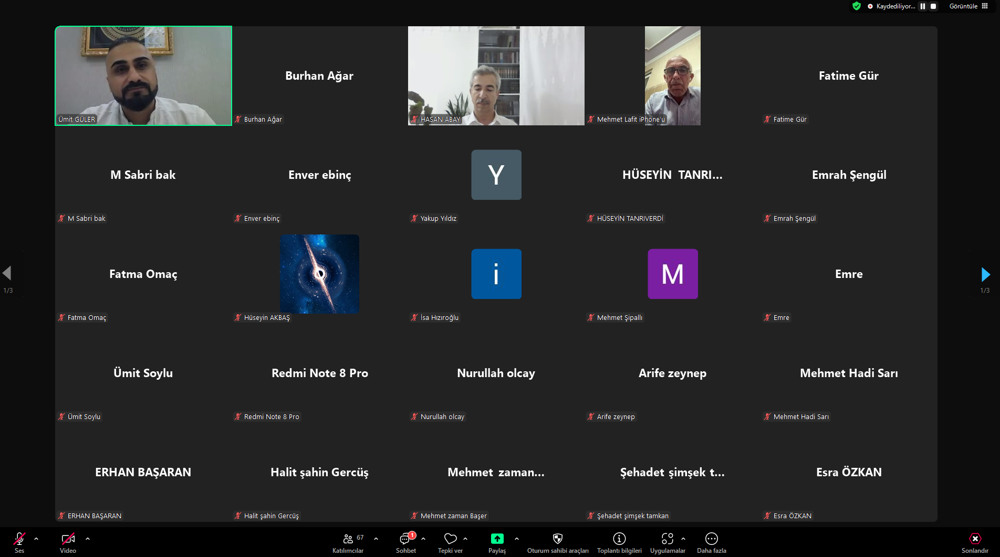 Kaydediliyor...
Görüntüle
Ümit GÜLER
Burhan Ağar
Burhan Ağar
HASAN ABAY
Mehmet Lafit iPhone'u
Fatime Gür
Fatime Gür
M Sabri bak
M Sabri bak
Enver ebinç
Enver ebinç
Y
Yakup Yıldız
HÜSEYİN TANRI...
HÜSEYİN TANRIVERDİ
Emrah Şengül
Emrah Şengül
1/3
Fatma Omaç
Fatma Omaç
Hüseyin AKBAŞ
i
İsa Hızıroğlu
M
Mehmet Şipallı
Emre
Emre
1/3
Ümit Soylu
Ümit Soylu
Redmi Note 8 Pro
Redmi Note 8 Pro
Nurullah olcay
Nurullah olcay
Arife zeynep
Arife zeynep
Mehmet Hadi Sarı
Mehmet Hadi Sarı
ERHAN BAŞARAN
ERHAN BAŞARAN
Halit şahin Gercüş
Halit şahin Gercüş
Mehmet zaman...
Mehmet zaman Başer
Şehadet şimşek t...
Şehadet şimşek tamkan
Esra ÖZKAN
Esra ÖZKAN
Ses
Video
67
Katılımcılar
1
Sohbet
Tepki ver
Paylaş
Oturum sahibi araçları
Toplantı bilgileri
Uygulamalar
Daha fazla
Sonlandır